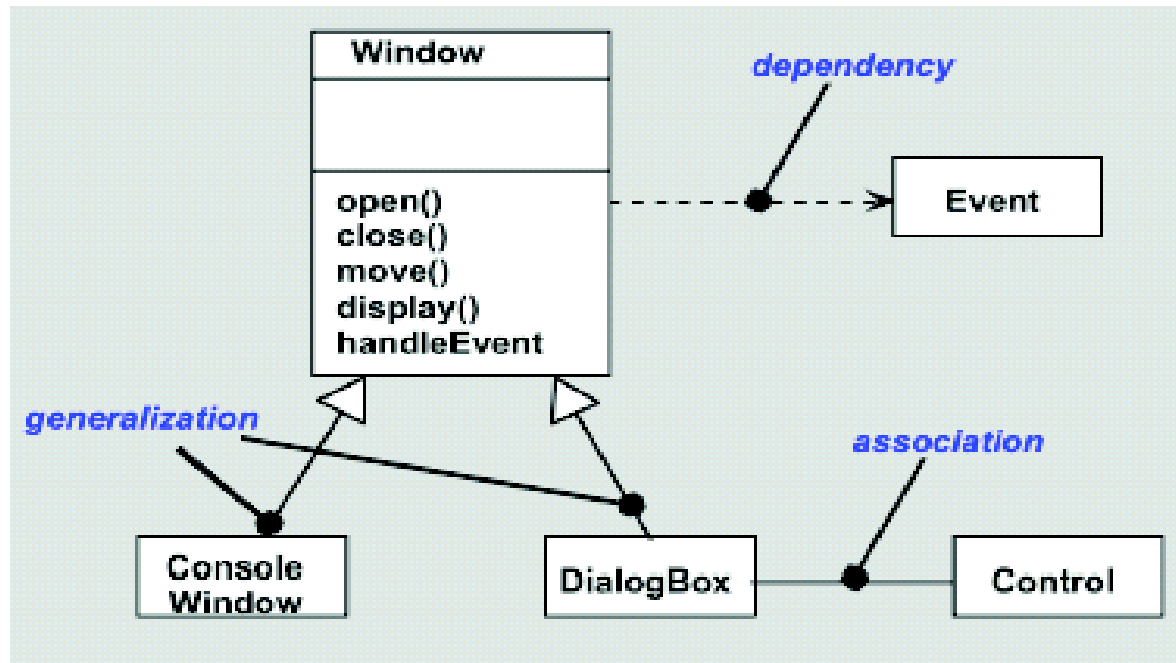 Window
dependency
open()
close()
move()
display()
handleEvent
Event
generalization
association
Console
Window
DialogBox
Control